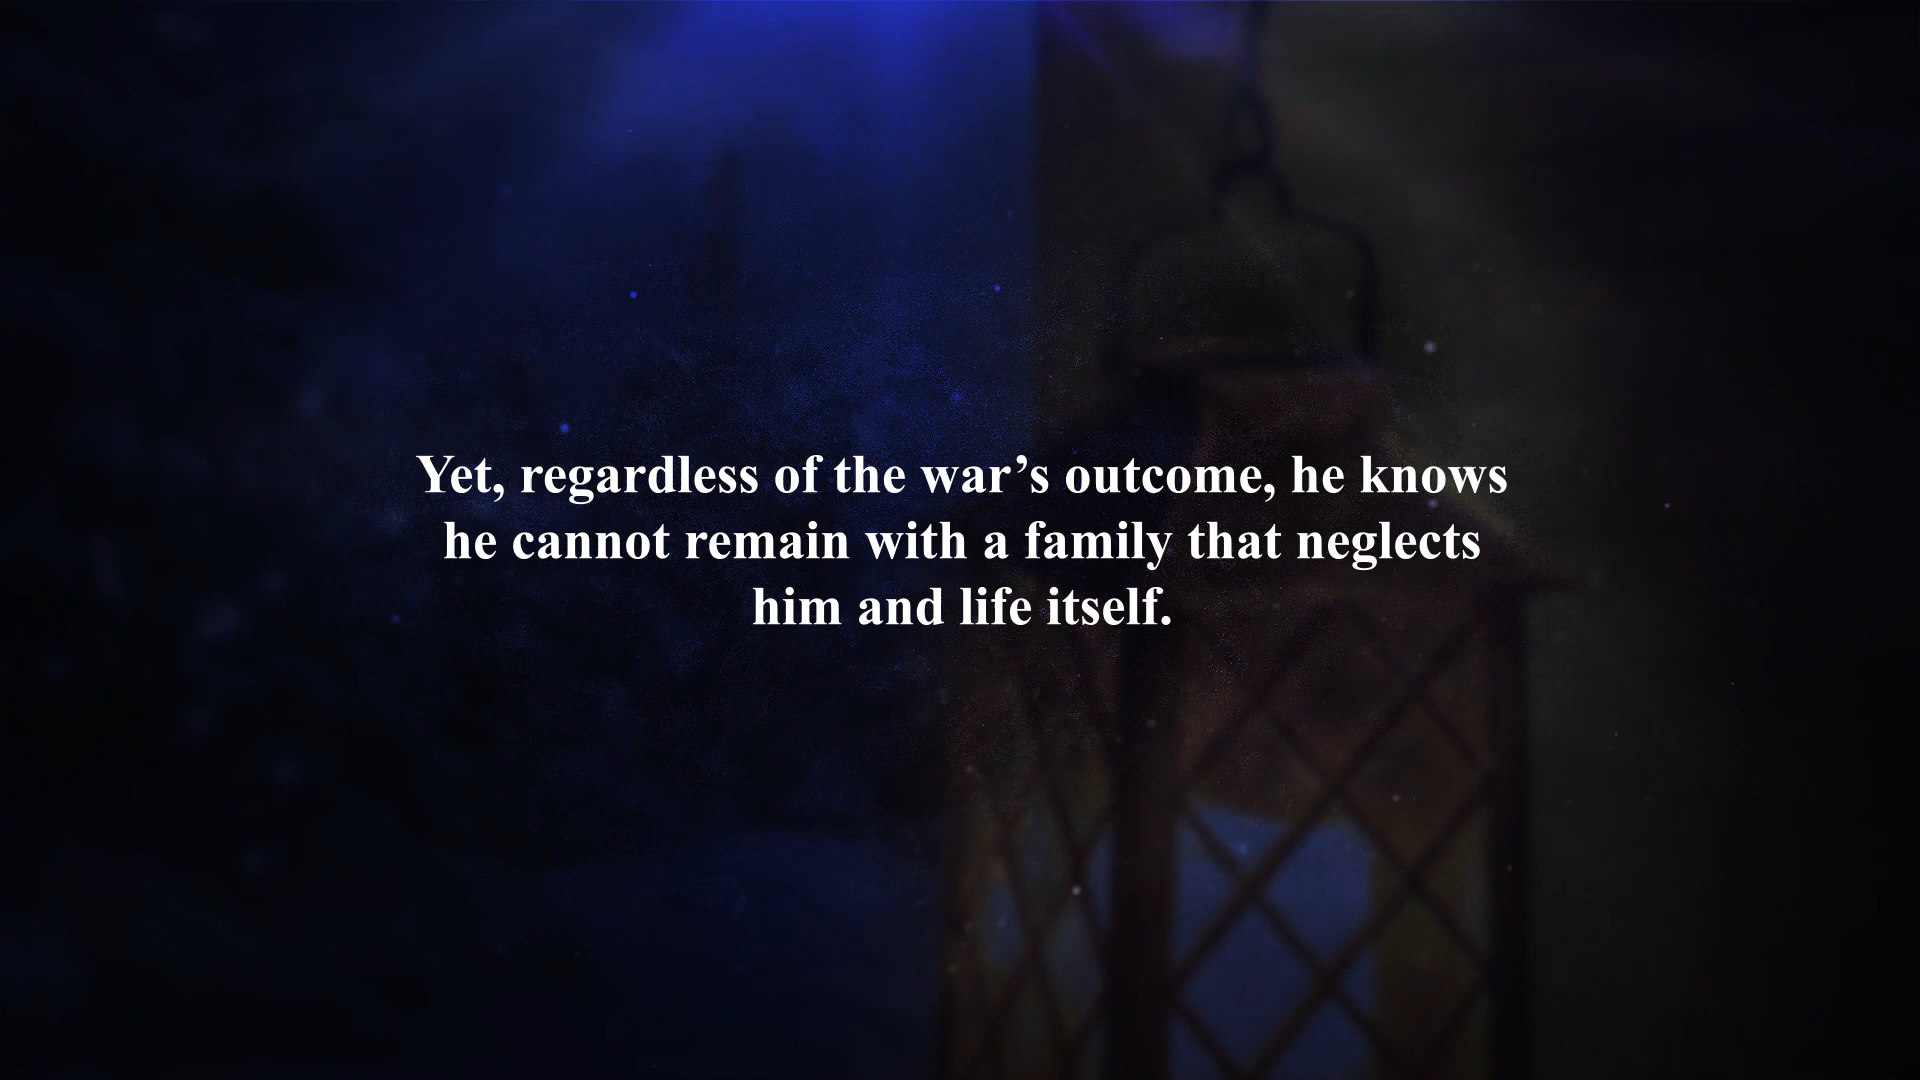 Yet, regardless of the war’s outcome, he knows
he cannot remain with a family that neglects
him and life itself.